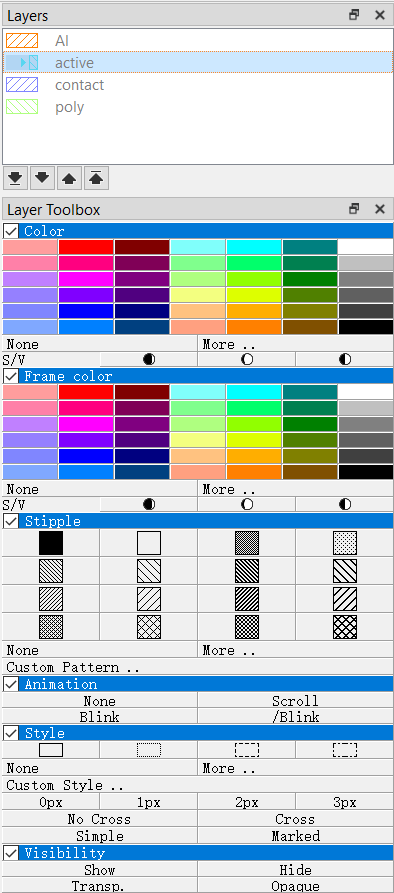 Layers
Al
active
contact
poly
Layer Toolbox
Color
None More ..
S/V
Frame color
None More ..
S/V
Stipple
None More ..
Custom Pattern ..
Animation
None Scroll
Blink /Blink
Style
None More ..
Custom Style ..
0px 1px 2px 3px
No Cross Cross
Simple Marked
Visibility
Show Hide
Transp. Opaque